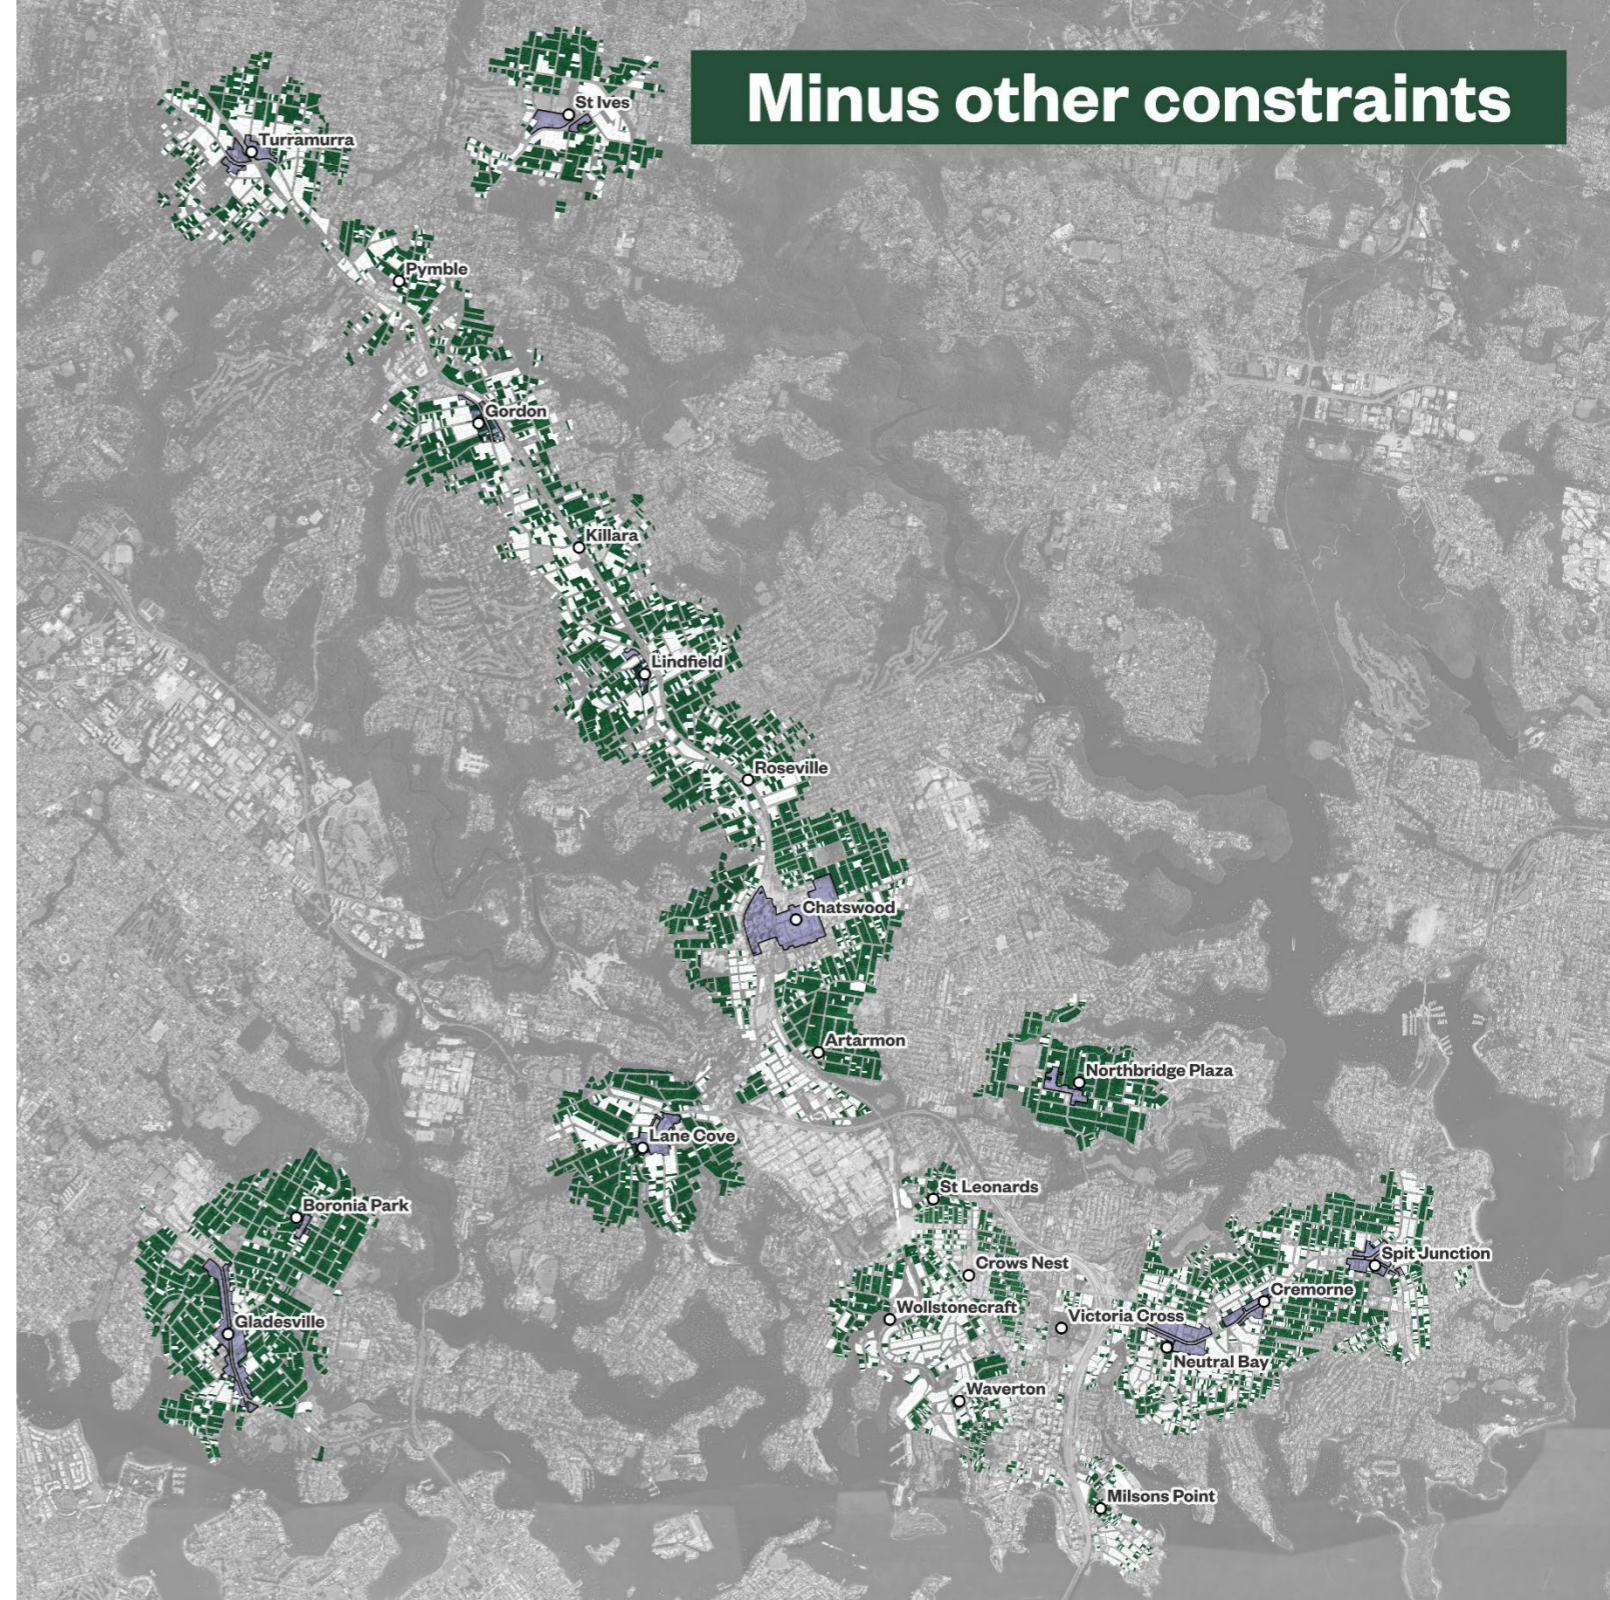 Minus other constraints
St Ives
Turramurra
Pymble
Gordon
Killara
Lindfield
Roseville
Chatswood
Artarmon
Northbridge Plaza
Lane Cove
St Leonards
Boronia Park
Spit Junction
Crows Nest
Cremorne
Wollstonecraft
Victoria Cross
Gladesville
Neutral Bay
Waverton
Milsons Point